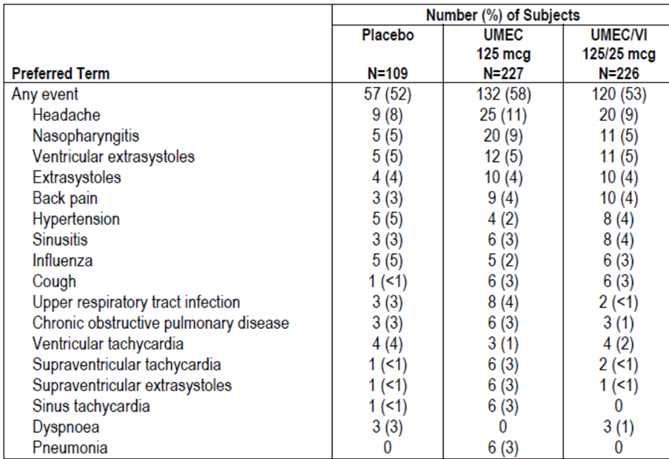 Number (%) of Subjects
Placebo UMEC UMEC/VI
125 mcg 125/25 mcg
Preferred Term N=109 N=227 N=226
Any event 57 (52) 132 (58) 120 (53)
Headache 9 (8) 25 (11) 20 (9)
Nasopharyngitis 5 (5) 20 (9) 11 (5)
Ventricular extrasystoles 5 (5) 12 (5) 11 (5)
Extrasystoles 4 (4) 10 (4) 10 (4)
Back pain 3 (3) 9 (4) 10 (4)
Hypertension 5 (5) 4 (2) 8 (4)
Sinusitis 3 (3) 6 (3) 8 (4)
Influenza 5 (5) 5 (2) 6 (3)
Cough 1 (<1) 6 (3) 6 (3)
Upper respiratory tract infection 3 (3) 8 (4) 2 (<1)
Chronic obstructive pulmonary disease 3 (3) 6 (3) 3 (1)
Ventricular tachycardia 4 (4) 3 (1) 4 (2)
Supraventricular tachycardia 1 (<1) 6 (3) 2 (<1)
Supraventricular extrasystoles 1 (<1) 6 (3) 1 (<1)
Sinus tachycardia 1 (<1) 6 (3) 0
Dyspnoea 3 (3) 0 3 (1)
Pneumonia 0 6 (3) 0